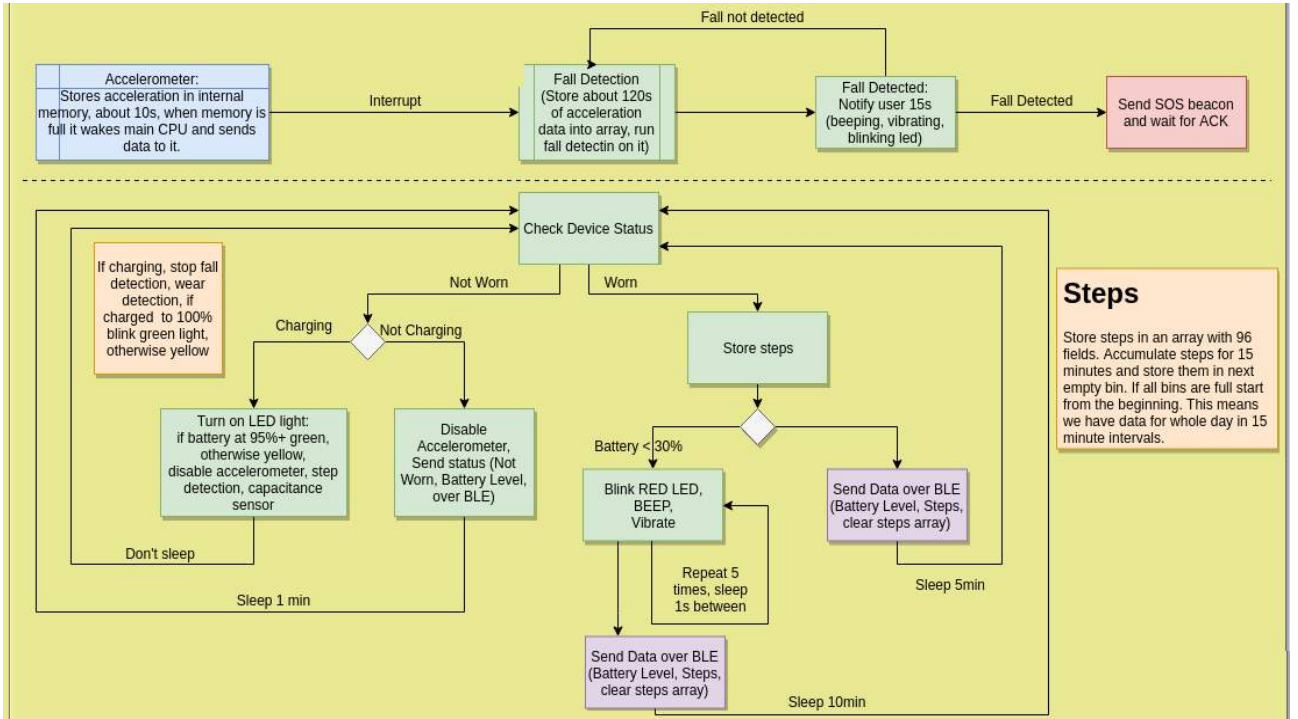 Fall not detected
Accelerometer:
Stores acceleration in internal
memory, about 10s, when memory is
full it wakes main CPU and sends
data to it.
Interrupt
Fall Detection
(Store about 120s
of acceleration
data into array, run
fall detectin on it)
Fall Detected:
Notify user 15s
(beeping, vibrating,
blinking led)
Fall Detected
Send SOS beacon
and wait for ACK
Check Device Status
If charging, stop fall
detection, wear
detection, if
charged to 100%
blink green light,
otherwise yellow
Not Worn
Worn
Charging
Not Charging
Store steps
Steps
Store steps in an array with 96
fields. Accumulate steps for 15
minutes and store them in next
empty bin. If all bins are full start
from the beginning. This means
we have data for whole day in 15
minute intervals.
Turn on LED light:
if battery at 95%+ green,
otherwise yellow,
disable accelerometer, step
detection, capacitance
sensor
Disable
Accelerometer,
Send status (Not
Worn, Battery Level,
over BLE)
Battery < 30%
Blink RED LED,
BEEP,
Vibrate
Send Data over BLE
(Battery Level, Steps,
clear steps array)
Don't sleep
Sleep 1 min
Repeat 5
times, sleep
1s between
Sleep 5min
Send Data over BLE
(Battery Level, Steps,
clear steps array)
Sleep 10min